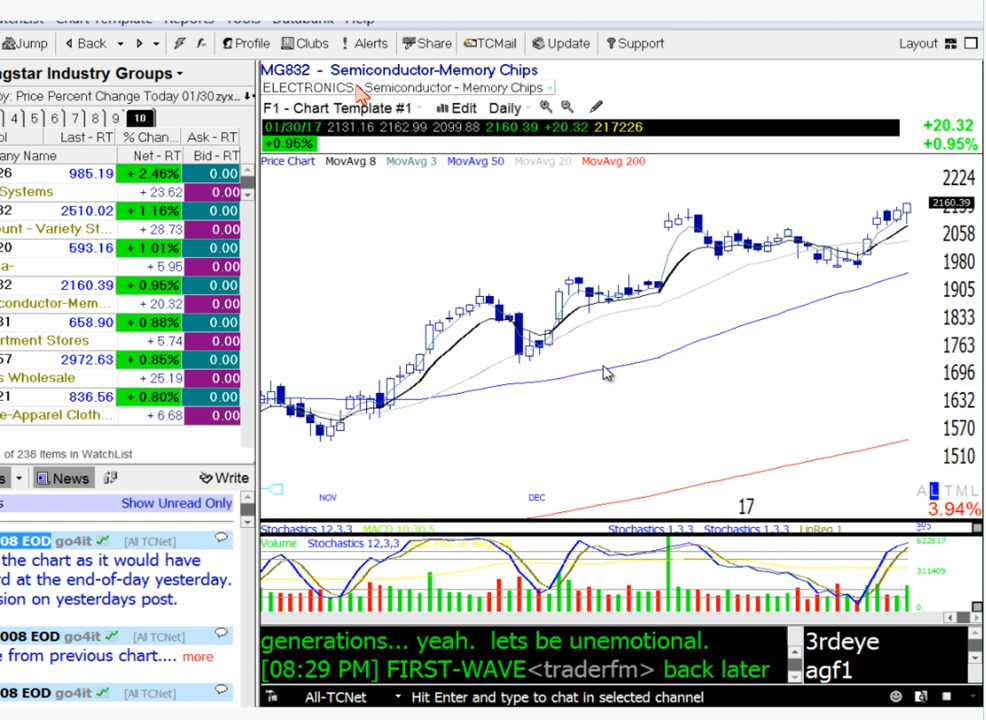 Chart Template Reports Tools Databank Help
Jump Back Profile Clubs ! Alerts Share TCMail Update Support Layout
gstar Industry Groups
by: Price Percent Change Today 01/30 zyx..
4 5 6 7 8 9 10
ol Last - RT % Chan... Ask - RT
any Name Net - RT Bid - RT
26 985.19 + 2.46% 0.00
Systems + 23.62 0.00
32 2510.02 + 1.16% 0.00
ount - Variety St... + 28.73 0.00
20 593.16 + 1.01% 0.00
a- + 5.95 0.00
32 2160.39 + 0.95% 0.00
conductor-Mem... + 20.32 0.00
31 658.90 + 0.88% 0.00
rtment Stores + 5.74 0.00
57 2972.63 + 0.85% 0.00
s Wholesale + 25.19 0.00
21 836.56 + 0.80% 0.00
e-Apparel Cloth... + 6.68 0.00
of 238 Items in WatchList
s News Write
s Show Unread Only
08 EOD go4it [All TCNet]
the chart as it would have
rd at the end-of-day yesterday.
sion on yesterdays post.
008 EOD go4it [All TCNet]
e from previous chart.... more
008 EOD go4it [All TCNet]
MG832 - Semiconductor-Memory Chips
ELECTRONICS Semiconductor - Memory Chips
F1 - Chart Template #1 Edit Daily
01/30/17 2131.16 2162.99 2099.88 2160.39 +20.32 217226
+0.95%
+20.32
+0.95%
Price Chart MovAvg 8 MovAvg 3 MovAvg 50 MovAvg 20 MovAvg 200
2224
2160.39
2058
1980
1905
1833
1763
1696
1632
1570
1510
NOV DEC 17
A L T M L
3.94%
Stochastics 12,3,3 MACD 10,30,5 Stochastics 1,3,3 Stochastics 1,3,3 LinReg 1
Volume Stochastics 12,3,3
622817
311409
0
generations... yeah. lets be unemotional.
[08:29 PM] FIRST-WAVE<traderfm> back later
3rdeye
agf1
All-TCNet Hit Enter and type to chat in selected channel